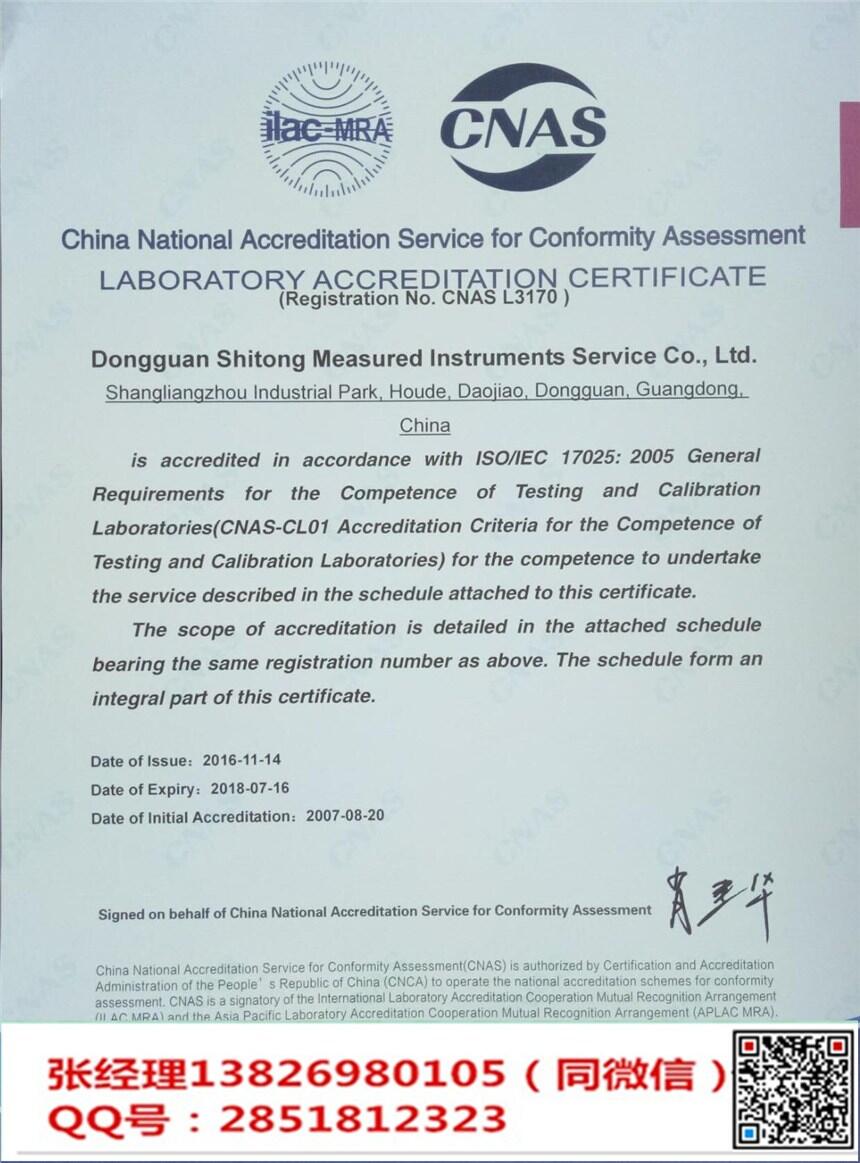 ilac-MRA
CNAS
China National Accreditation Service for Conformity Assessment
LABORATORY ACCREDITATION CERTIFICATE
(Registration No. CNAS L3170 )
Dongguan Shitong Measured Instruments Service Co., Ltd.
Shangliangzhou Industrial Park, Houde, Daojiao, Dongguan, Guangdong,
China
is accredited in accordance with ISO/IEC 17025: 2005 General
Requirements for the Competence of Testing and Calibration
Laboratories(CNAS-CL01 Accreditation Criteria for the Competence of
Testing and Calibration Laboratories) for the competence to undertake
the service described in the schedule attached to this certificate.
The scope of accreditation is detailed in the attached schedule
bearing the same registration number as above. The schedule form an
integral part of this certificate.
Date of Issue：2016-11-14
Date of Expiry：2018-07-16
Date of Initial Accreditation：2007-08-20
Signed on behalf of China National Accreditation Service for Conformity Assessment
China National Accreditation Service for Conformity Assessment(CNAS) is authorized by Certification and Accreditation
Administration of the People’s Republic of China (CNCA) to operate the national accreditation schemes for conformity
assessment. CNAS is a signatory of the International Laboratory Accreditation Cooperation Mutual Recognition Arrangement
(ILAC MRA) and the Asia Pacific Laboratory Accreditation Cooperation Mutual Recognition Arrangement (APLAC MRA).
张经理13826980105（同微信）
QQ号：2851812323